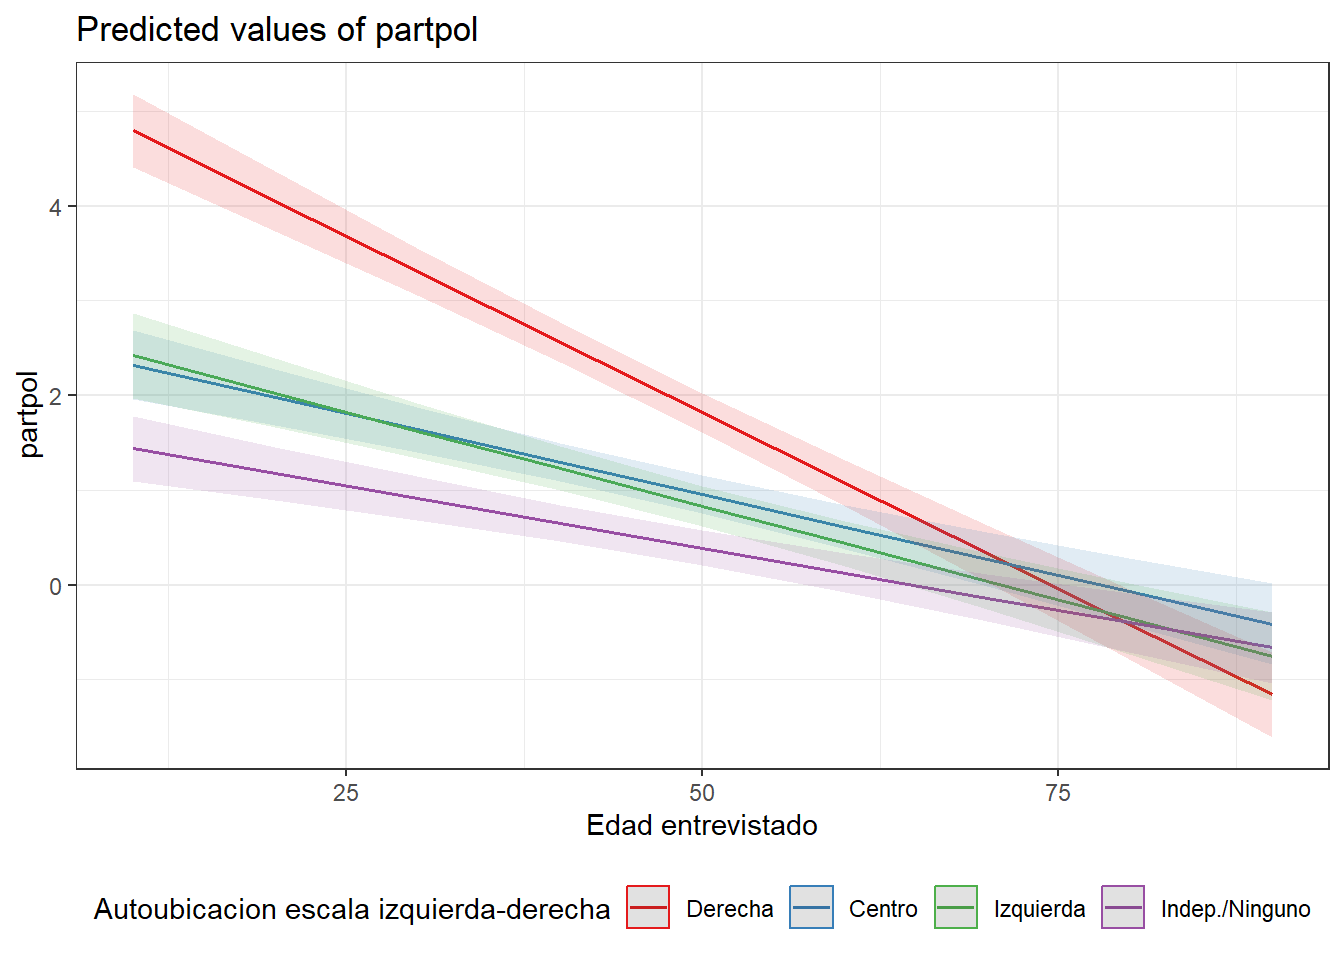 Predicted values of partpol
partpol
4
2
0
25 50 75
Edad entrevistado
Autoubicacion escala izquierda-derecha Derecha Centro Izquierda Indep./Ninguno